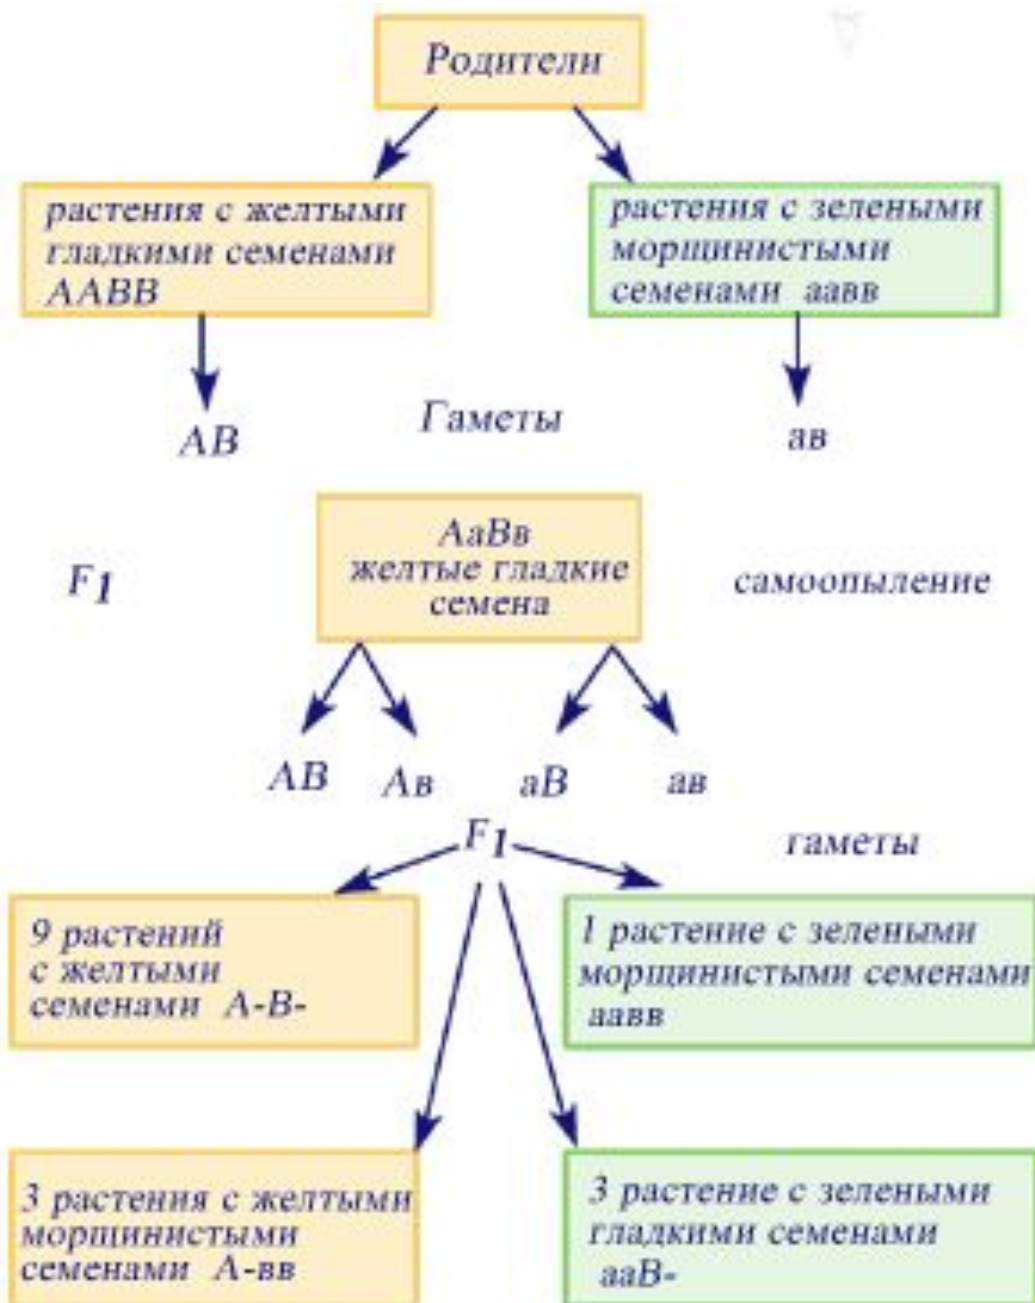 Родители
растения с желтыми
гладкими семенами
ААВВ
растения с зелеными
морщинистыми
семенами аавв
АВ
Гаметы
ав
АаВв
желтые гладкие
семена
F1
самоопыление
АВ
Ав
аВ
ав
F1
гаметы
9 растений
с желтыми
семенами А-В-
1 растение с зелеными
морщинистыми семенами
аавв
3 растения с желтыми
морщинистыми
семенами А-вв
3 растение с зелеными
гладкими семенами
ааВ-